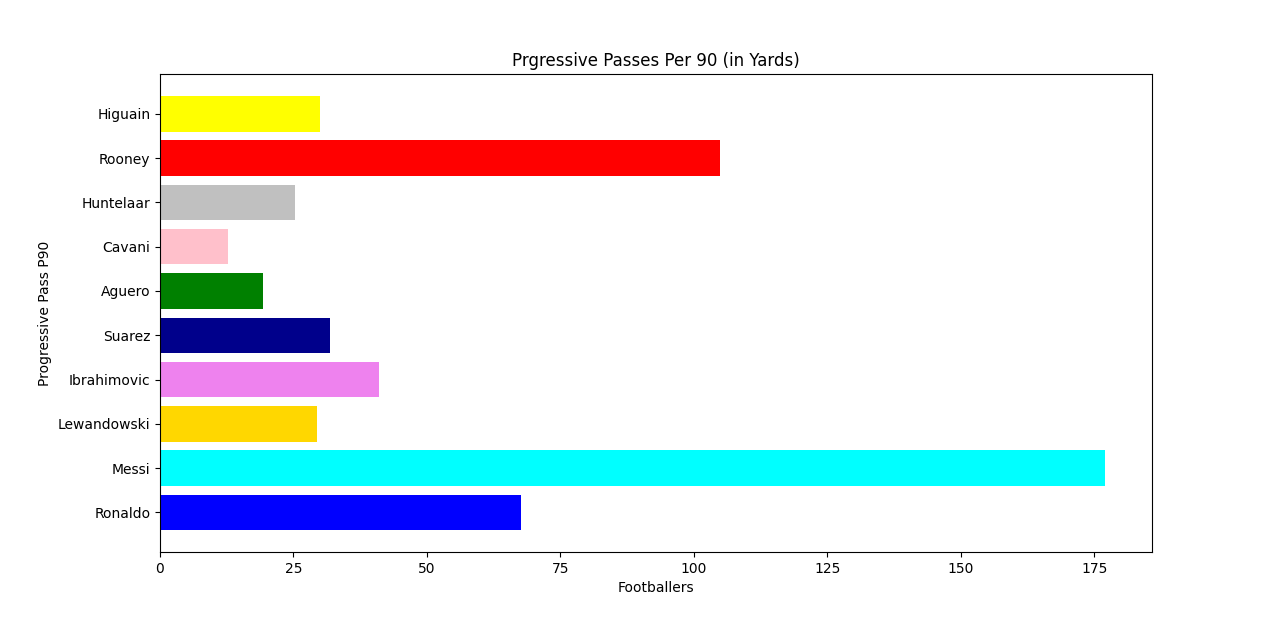 Prgressive Passes Per 90 (in Yards)
Progressive Pass P90
Higuain
Rooney
Huntelaar
Cavani
Aguero
Suarez
Ibrahimovic
Lewandowski
Messi
Ronaldo
0 25 50 75 100 125 150 175
Footballers